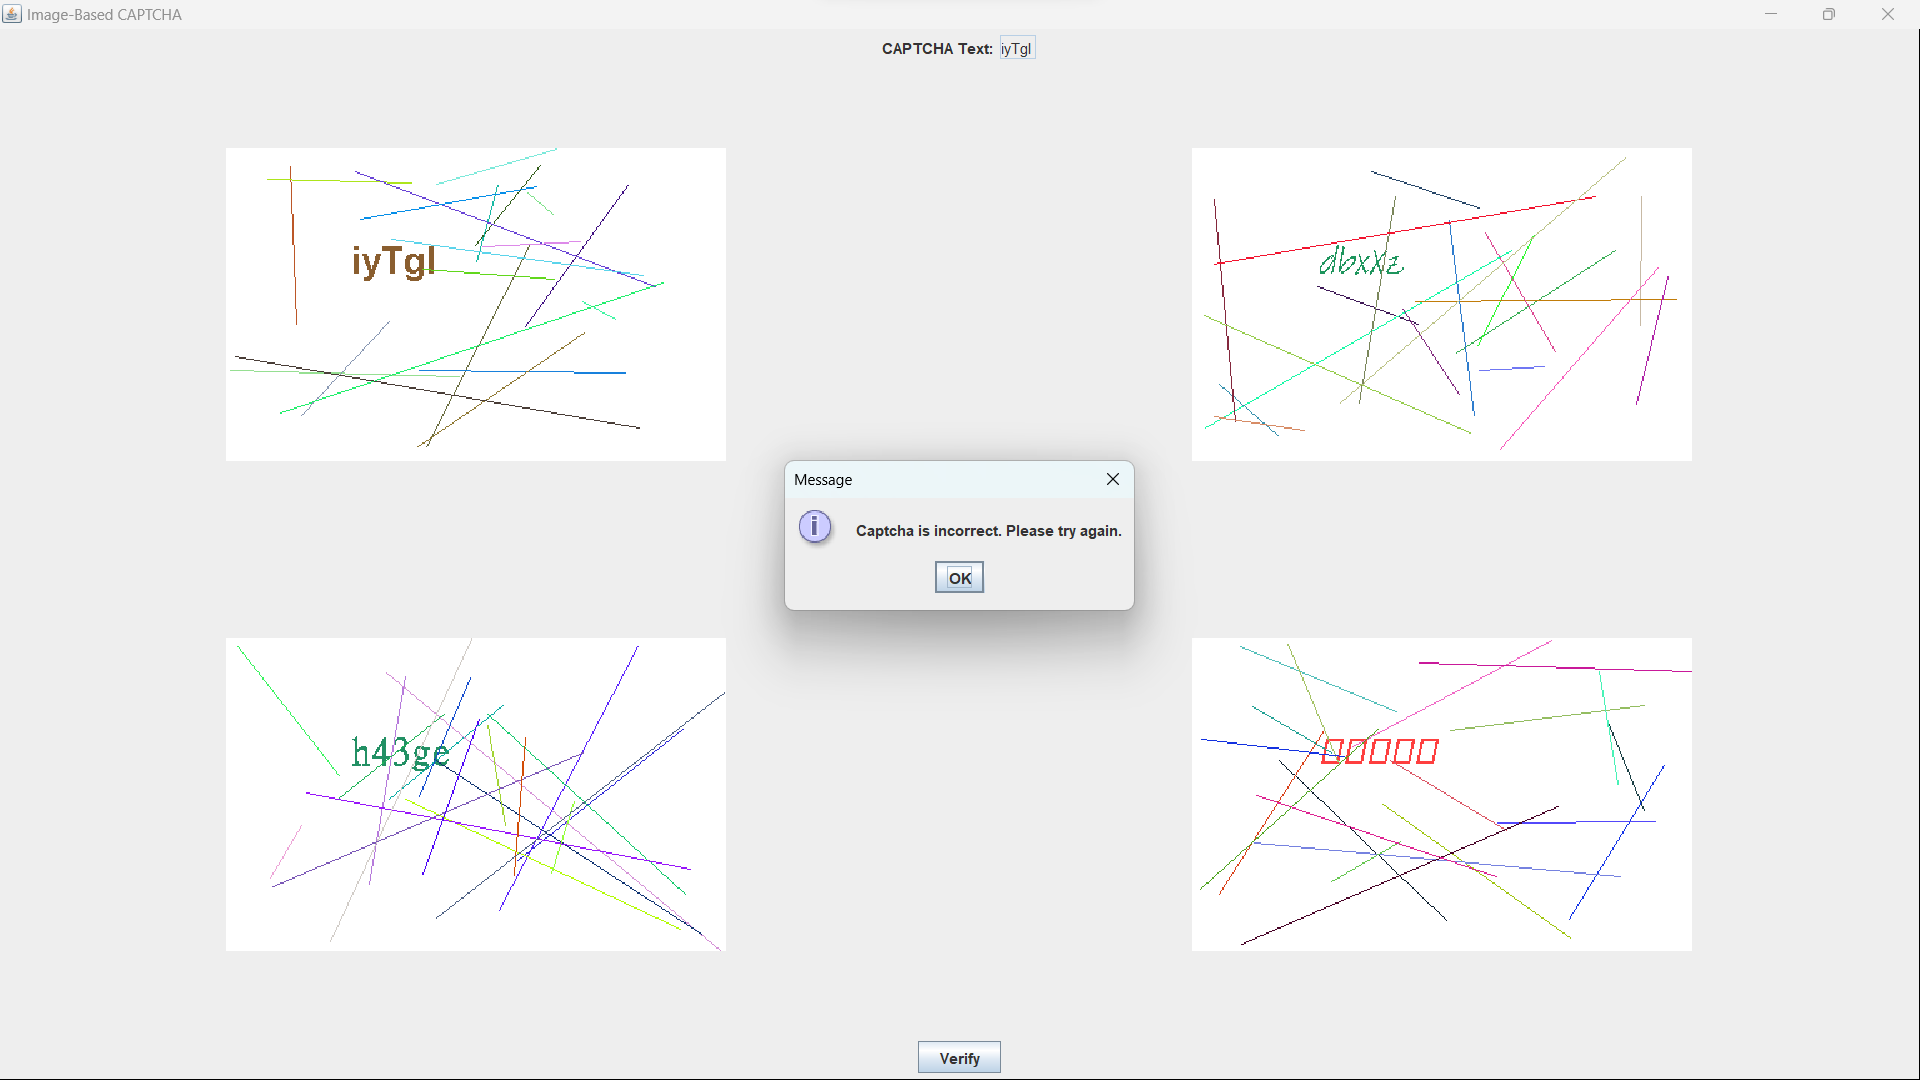 Image-Based CAPTCHA
CAPTCHA Text: iyTgl
iyTgl
dbxXz
Message
Captcha is incorrect. Please try again.
OK
h43ge
Verify